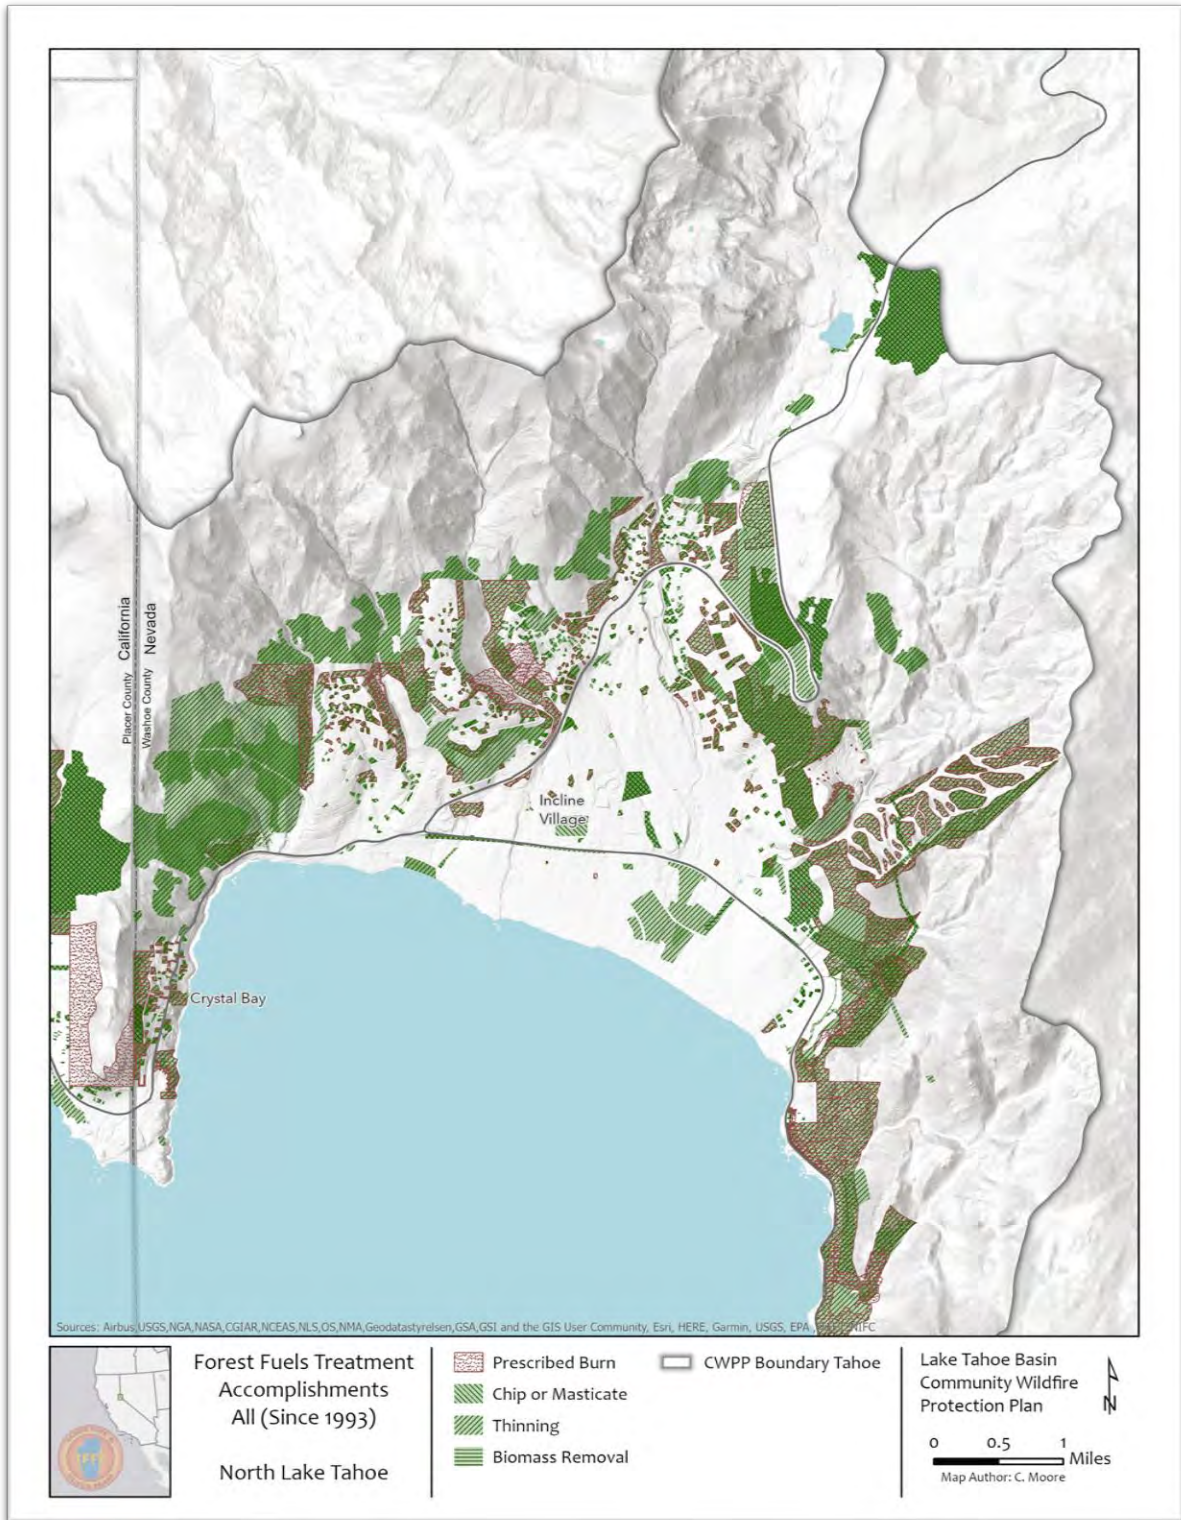 Placer County
California
Washoe County
Nevada
Incline
Village
Crystal Bay
Sources: Airbus,USGS,NGA,NASA,CGIAR,NCEAS,NLS,OS,NMA,Geodatastyrelsen,GSA,GSI and the GIS User Community, Esri, HERE, Garmin, USGS, EPA
Forest Fuels Treatment
Accomplishments
All (Since 1993)
North Lake Tahoe
Prescribed Burn
Chip or Masticate
Thinning
Biomass Removal
CWPP Boundary Tahoe
Lake Tahoe Basin
Community Wildfire
Protection Plan
N
0 0.5 1
Miles
Map Author: C. Moore